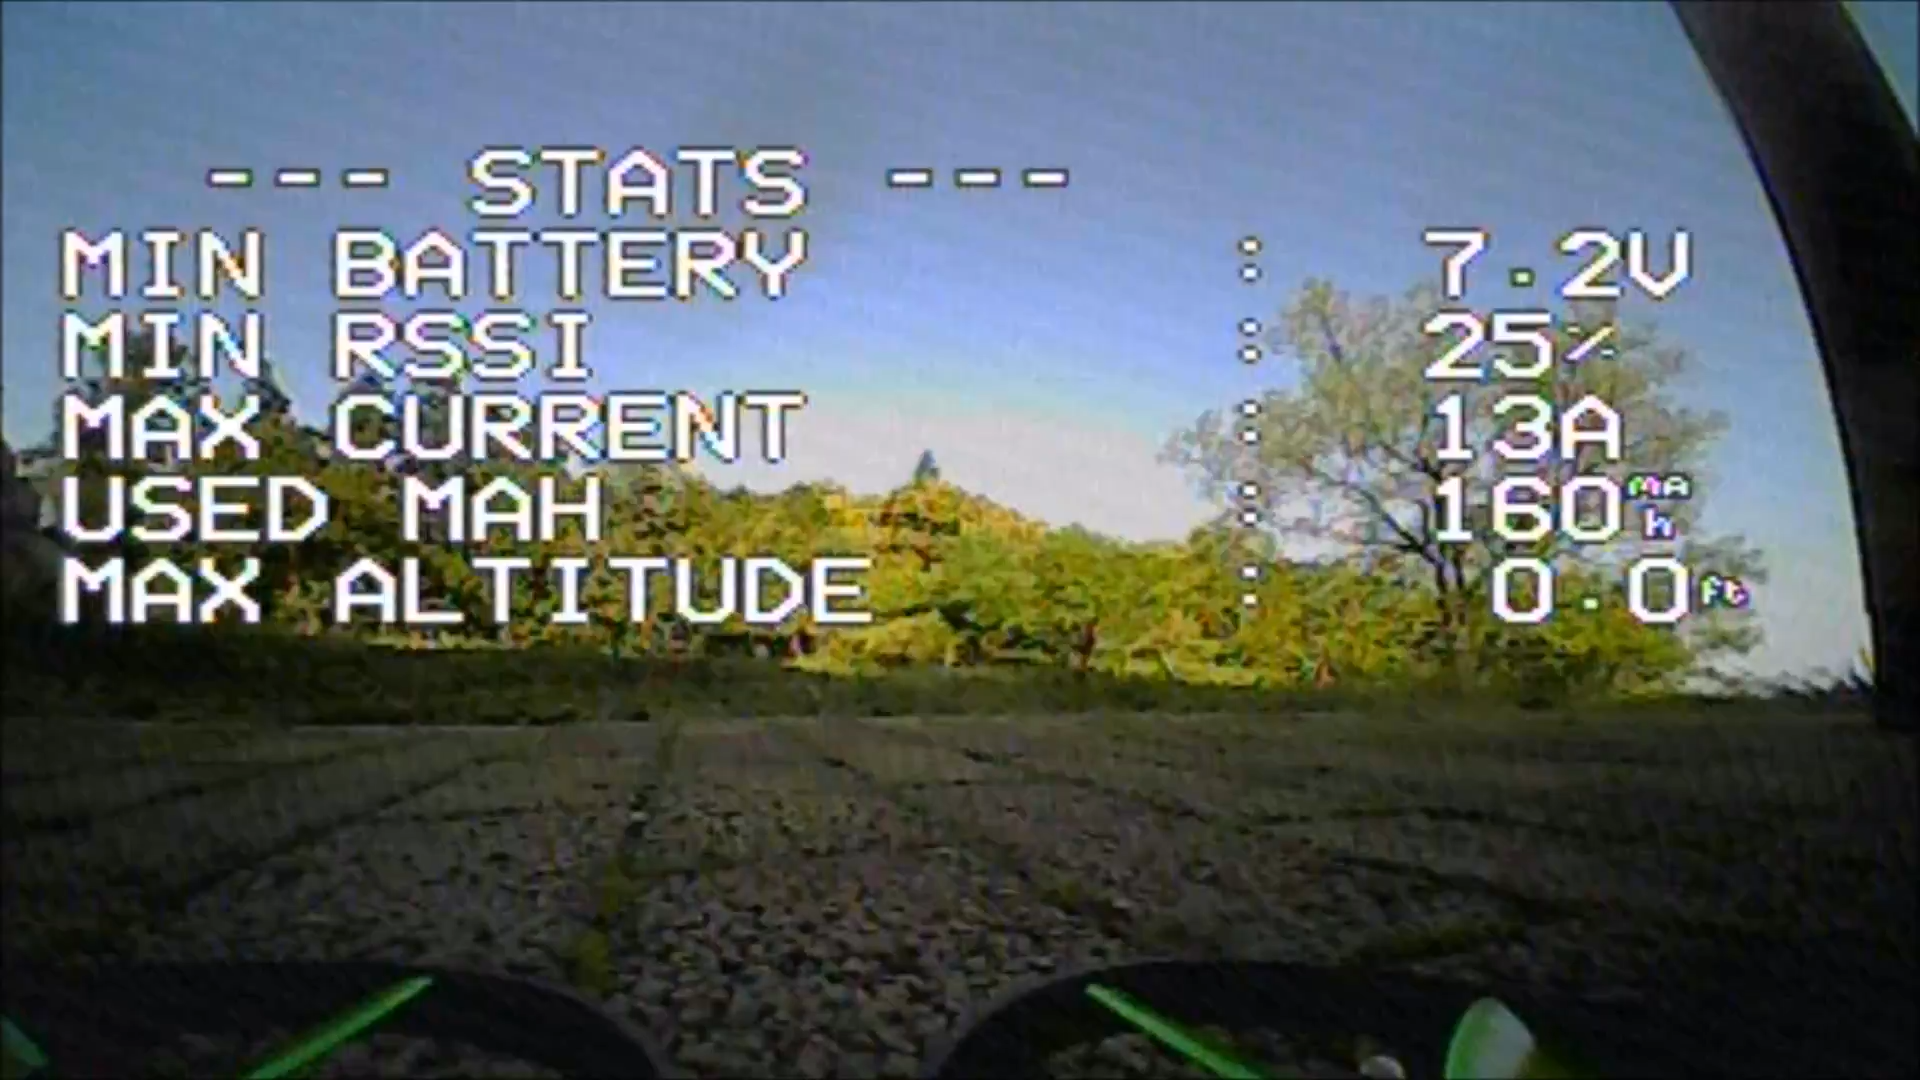 --- STATS ---
MIN BATTERY : 7.2V
MIN RSSI : 25%
MAX CURRENT : 13A
USED MAH : 160MAh
MAX ALTITUDE : 0.0ft